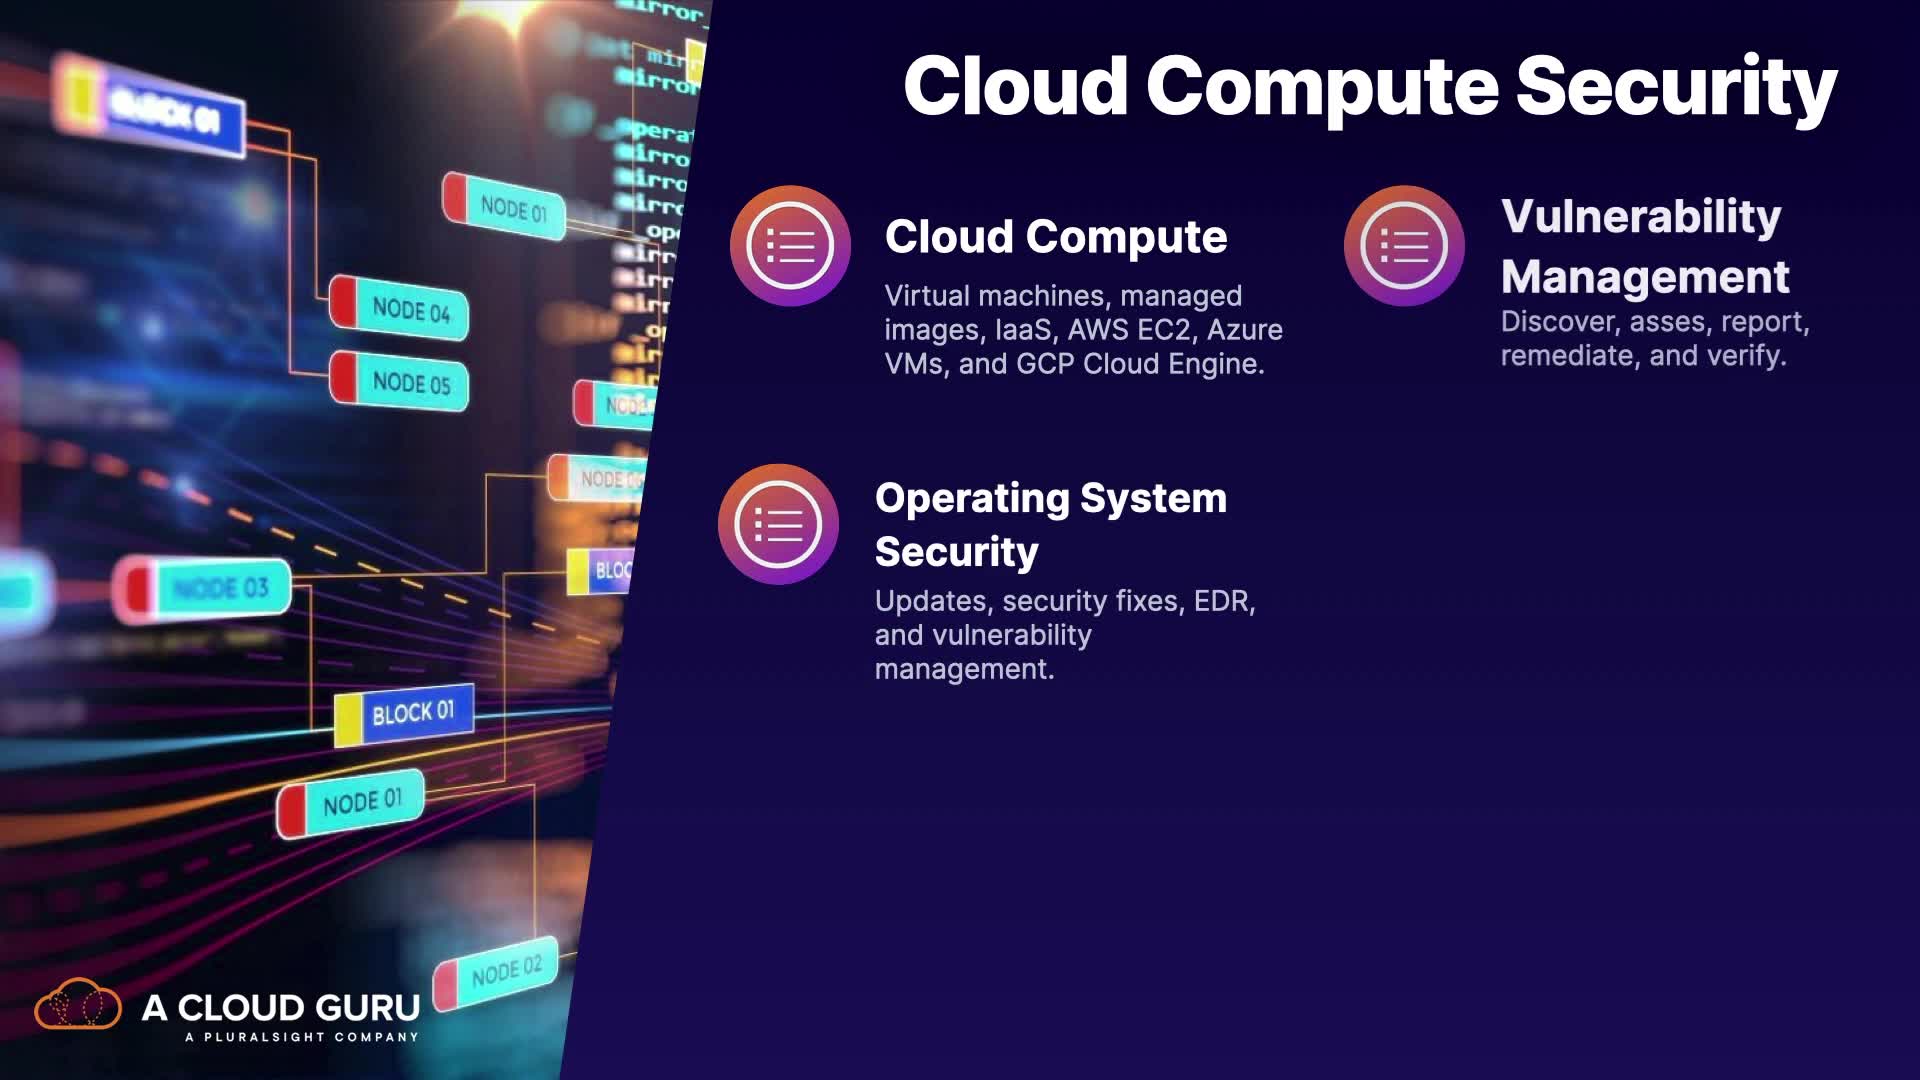 Cloud Compute Security
Cloud Compute
Virtual machines, managed
images, IaaS, AWS EC2, Azure
VMs, and GCP Cloud Engine.
Vulnerability
Management
Discover, asses, report,
remediate, and verify.
Operating System
Security
Updates, security fixes, EDR,
and vulnerability
management.
BLOCK 01
NODE 01
NODE 04
NODE 05
NODE 03
BLOCK 01
NODE 01
NODE 02
A CLOUD GURU
A PLURALSIGHT COMPANY